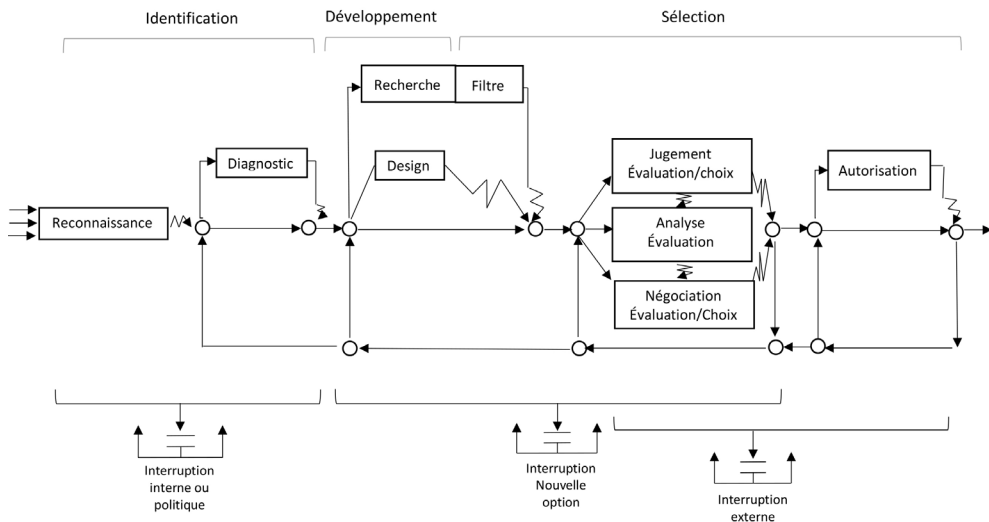 Identification
Développement
Sélection
Recherche
Filtre
Diagnostic
Design
Jugement
Évaluation/choix
Autorisation
Reconnaissance
Analyse
Évaluation
Négociation
Évaluation/Choix
Interruption
interne ou
politique
Interruption
Nouvelle
option
Interruption
externe